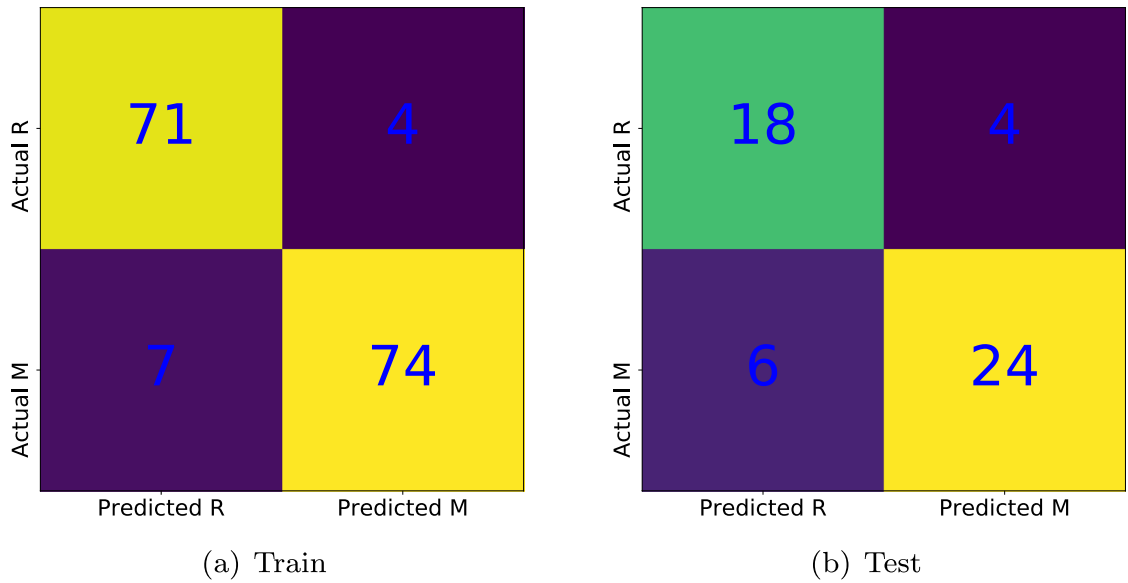 Actual R
71
4
Actual M
7
74
Predicted R
Predicted M
(a) Train
Actual R
18
4
Actual M
6
24
Predicted R
Predicted M
(b) Test